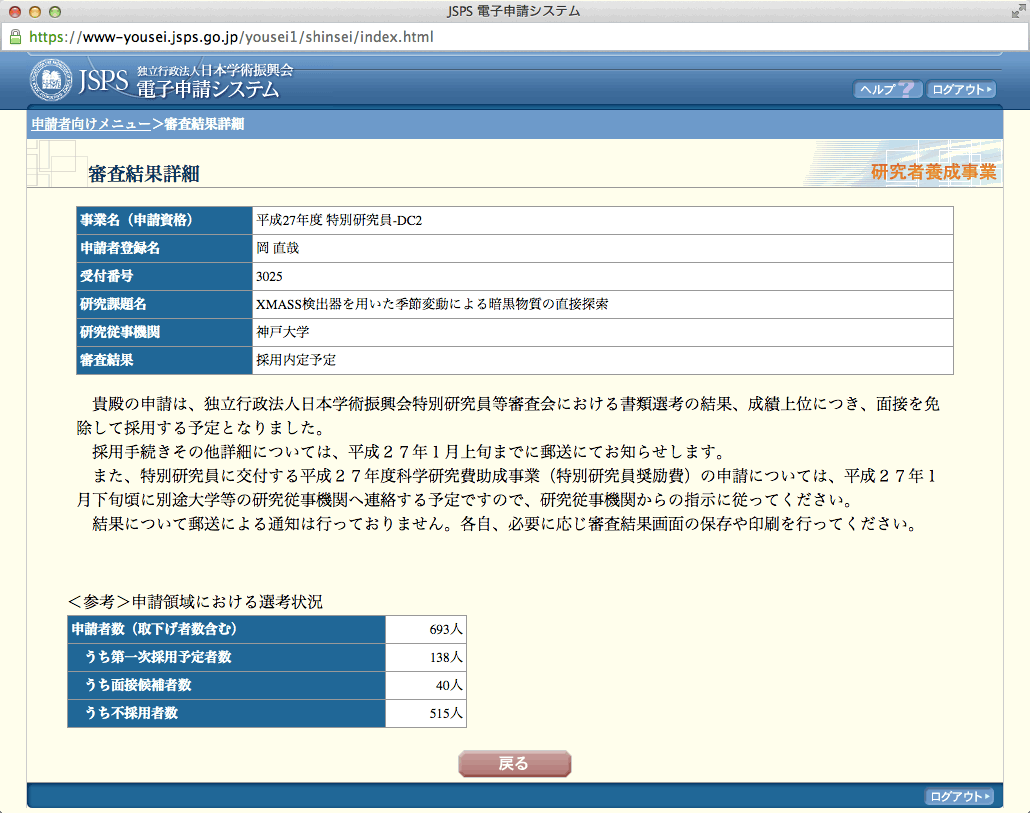 JSPS 電子申請システム
https://www-yousei.jsps.go.jp/yousei1/shinsei/index.html
JSPS 独立行政法人日本学術振興会
電子申請システム
ヘルプ ? ログアウト
申請者向けメニュー>審査結果詳細
審査結果詳細
研究者養成事業
事業名（申請資格） 平成27年度 特別研究員-DC2
申請者登録名 岡 直哉
受付番号 3025
研究課題名 XMASS検出器を用いた季節変動による暗黒物質の直接探索
研究従事機関 神戸大学
審査結果 採用内定予定
貴殿の申請は、独立行政法人日本学術振興会特別研究員等審査会における書類選考の結果、成績上位につき、面接を免
除して採用する予定となりました。
採用手続きその他詳細については、平成２７年１月上旬までに郵送にてお知らせします。
また、特別研究員に交付する平成２７年度科学研究費助成事業（特別研究員奨励費）の申請については、平成２７年１
月下旬頃に別途大学等の研究従事機関へ連絡する予定ですので、研究従事機関からの指示に従ってください。
結果について郵送による通知は行っておりません。各自、必要に応じ審査結果画面の保存や印刷を行ってください。
＜参考＞申請領域における選考状況
申請者数（取下げ者数含む） 693人
うち第一次採用予定者数 138人
うち面接候補者数 40人
うち不採用者数 515人
戻る
ログアウト